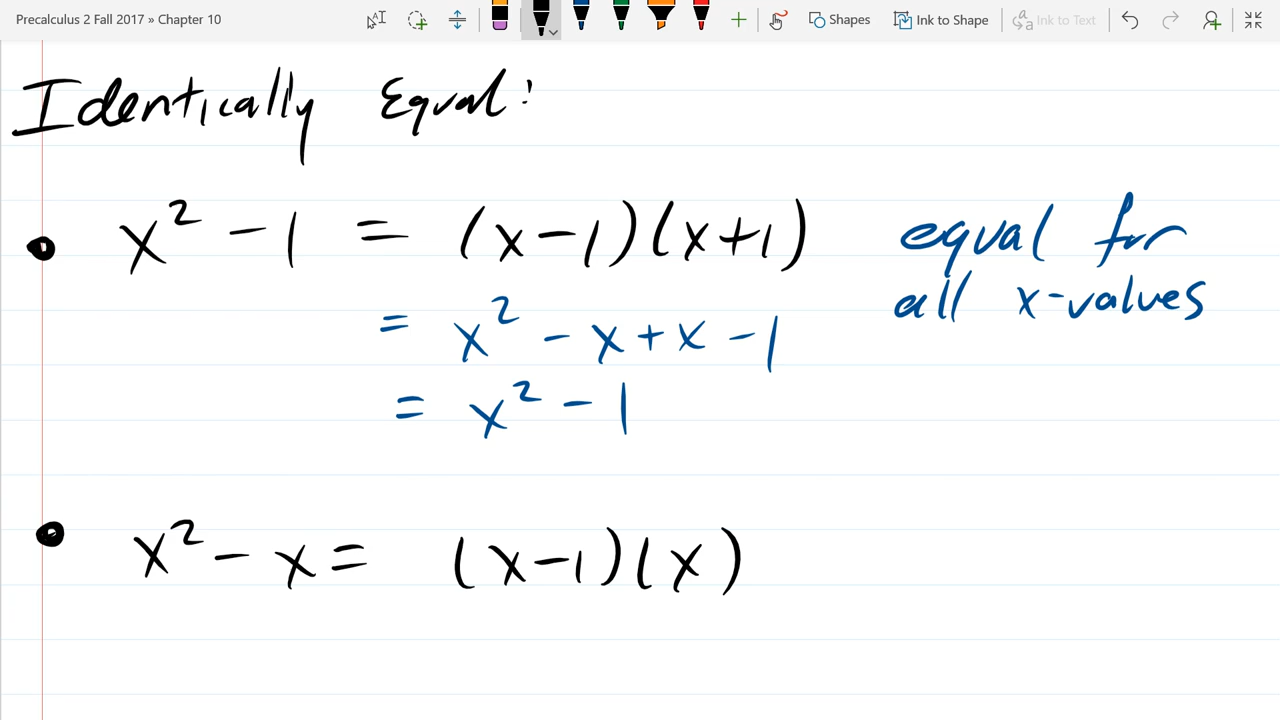 Precalculus 2 Fall 2017 » Chapter 10
Shapes
Ink to Shape
Ink to Text
Identically Equal:
x² - 1 = (x-1)(x+1)
equal for
all x-values
= x² - x + x - 1
= x² - 1
x² - x = (x-1)(x)